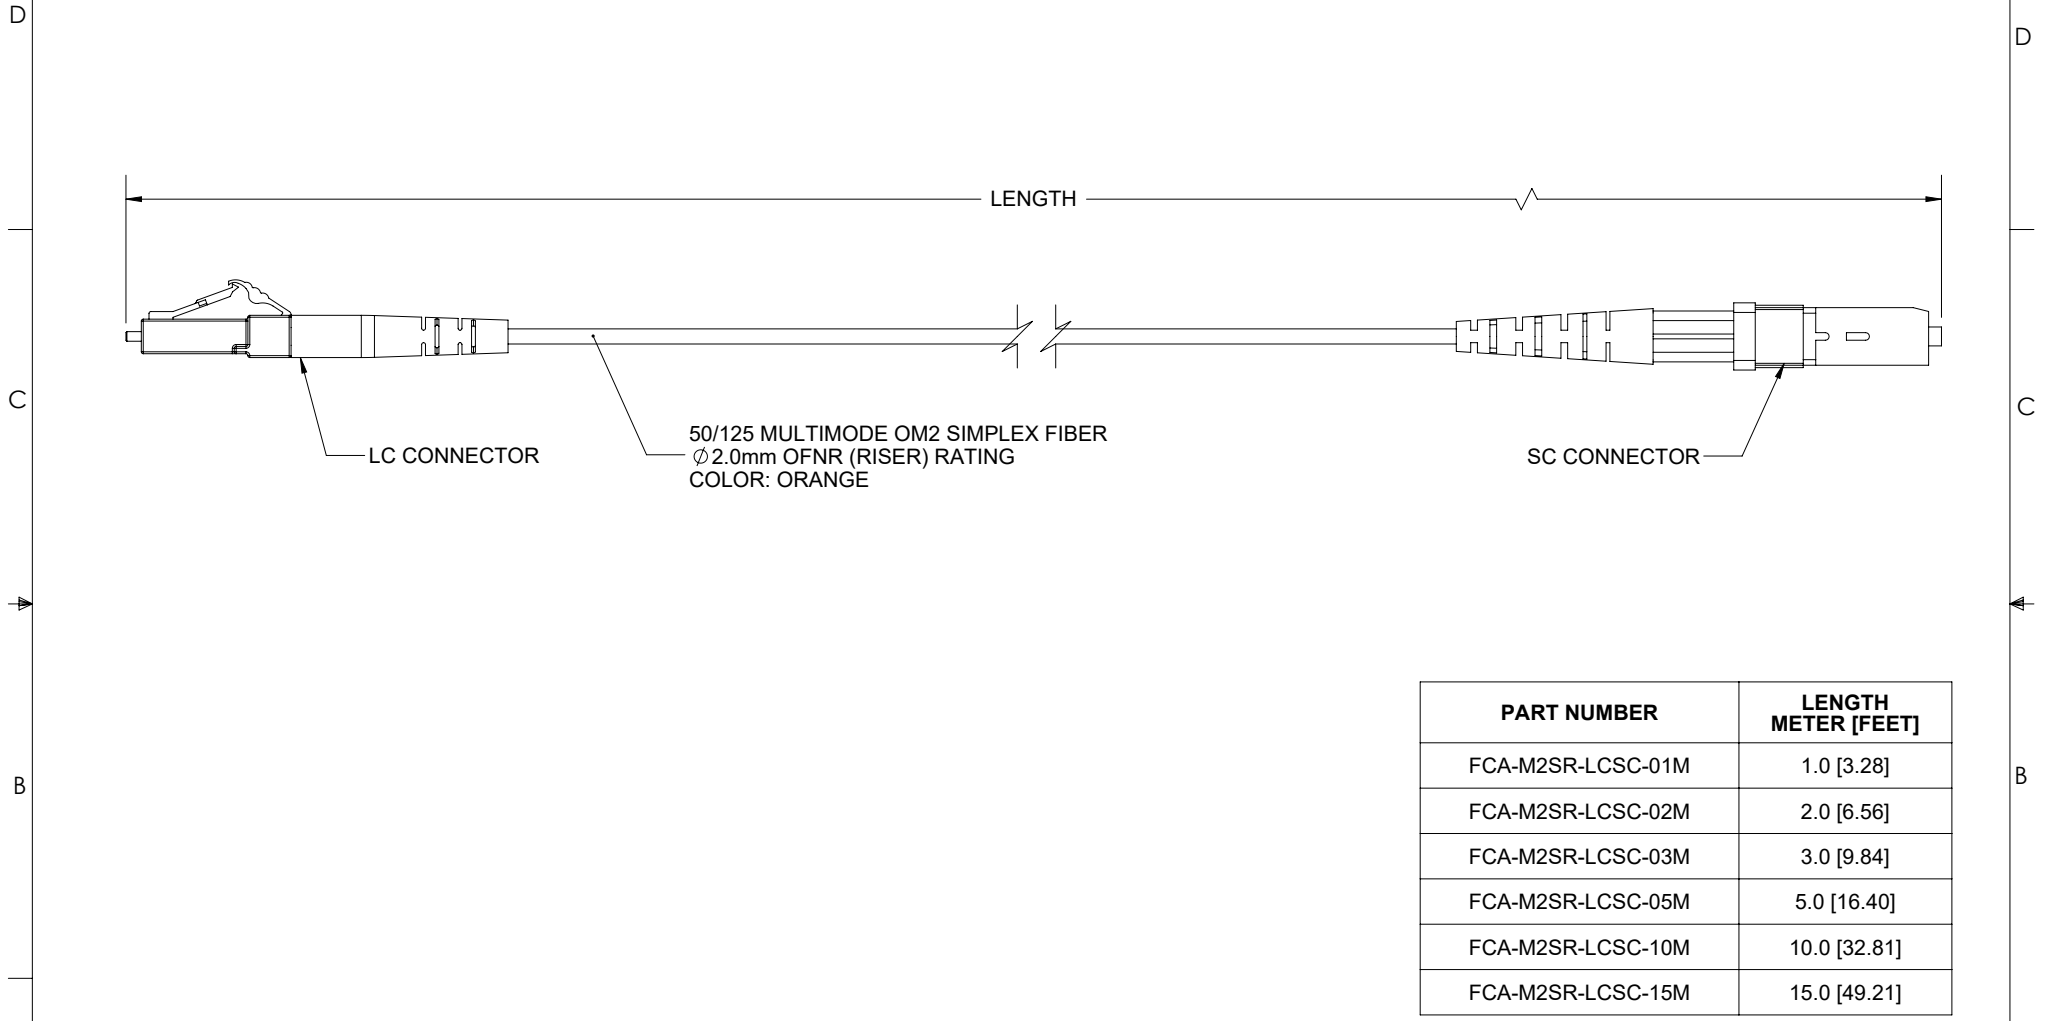 D
D
LENGTH
C
C
LC CONNECTOR
50/125 MULTIMODE OM2 SIMPLEX FIBER
∅2.0mm OFNR (RISER) RATING
COLOR: ORANGE
SC CONNECTOR
B
B
PART NUMBER
LENGTH
METER [FEET]
FCA-M2SR-LCSC-01M 1.0 [3.28]
FCA-M2SR-LCSC-02M 2.0 [6.56]
FCA-M2SR-LCSC-03M 3.0 [9.84]
FCA-M2SR-LCSC-05M 5.0 [16.40]
FCA-M2SR-LCSC-10M 10.0 [32.81]
FCA-M2SR-LCSC-15M 15.0 [49.21]